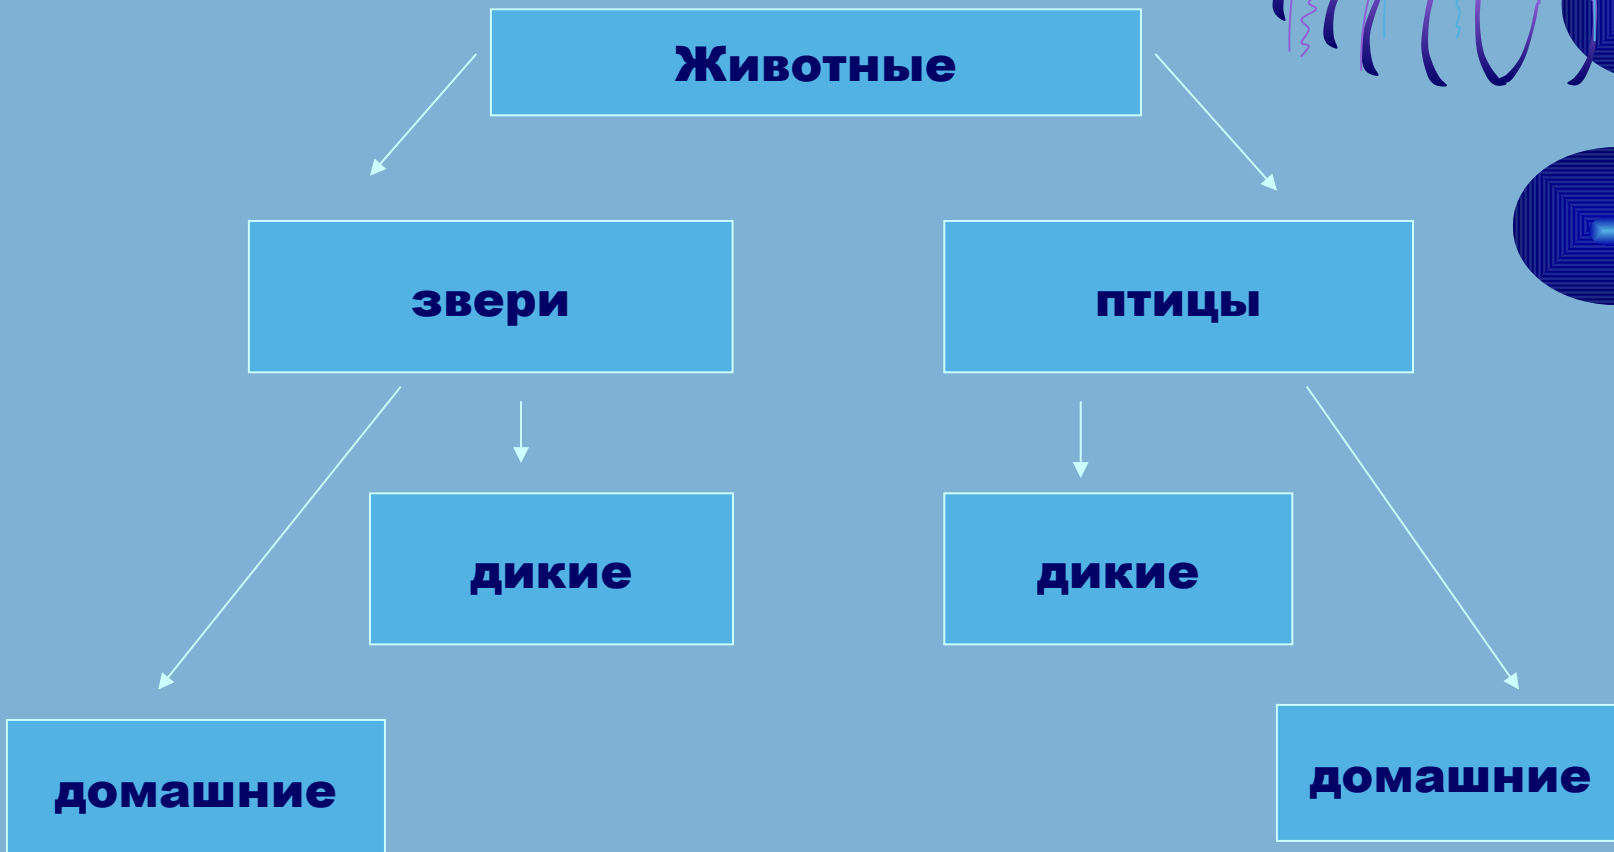 Животные
звери
птицы
дикие
дикие
домашние
домашние